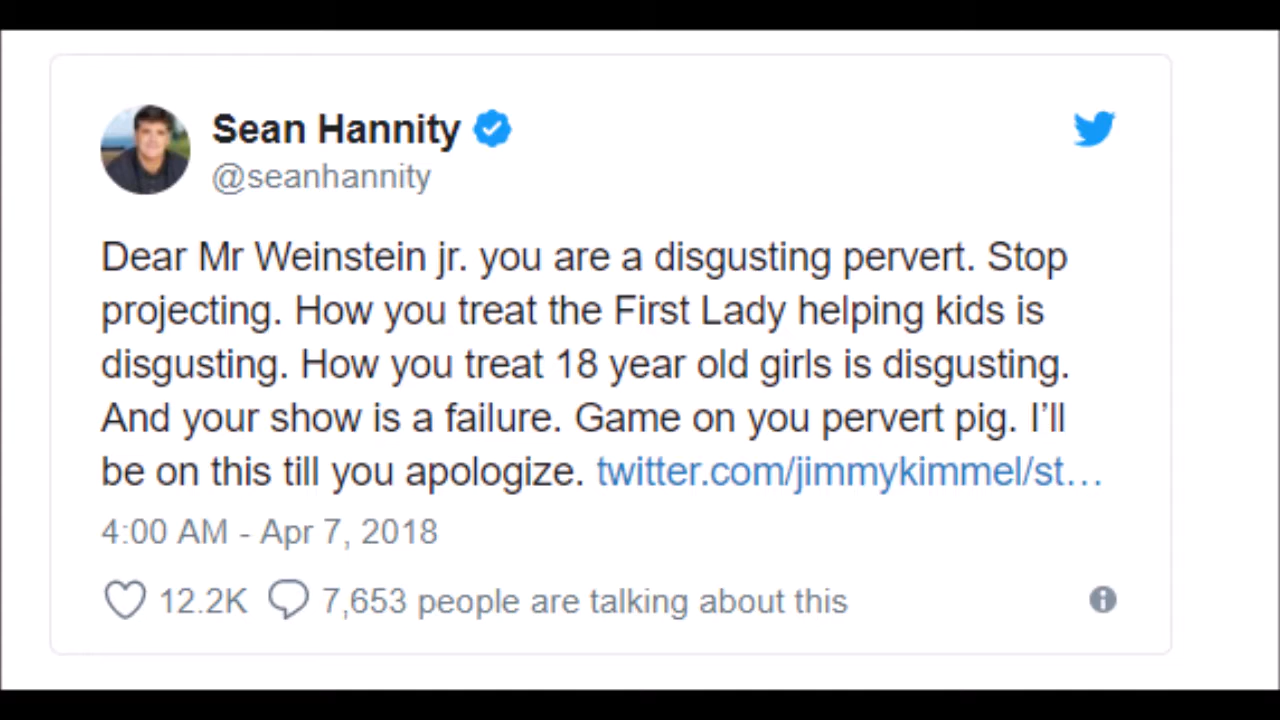 Sean Hannity
@seanhannity
Dear Mr Weinstein jr. you are a disgusting pervert. Stop
projecting. How you treat the First Lady helping kids is
disgusting. How you treat 18 year old girls is disgusting.
And your show is a failure. Game on you pervert pig. I’ll
be on this till you apologize. twitter.com/jimmykimmel/st…
4:00 AM - Apr 7, 2018
12.2K 7,653 people are talking about this